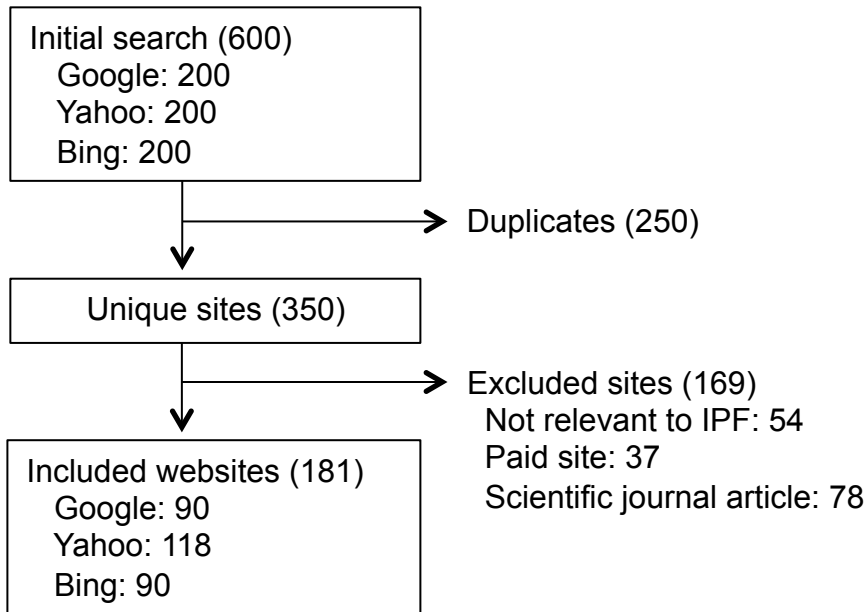 Initial search (600)
Google: 200
Yahoo: 200
Bing: 200
Duplicates (250)
Unique sites (350)
Excluded sites (169)
Not relevant to IPF: 54
Paid site: 37
Scientific journal article: 78
Included websites (181)
Google: 90
Yahoo: 118
Bing: 90